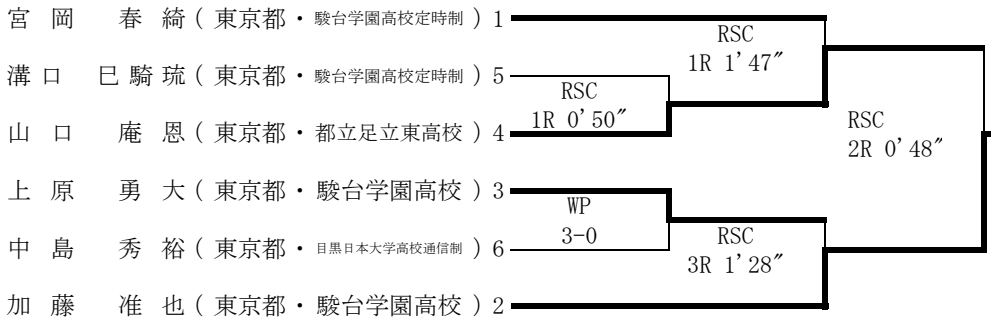 宮岡 春綺(東京都・駿台学園高校定時制)1
RSC
1R 1'47″
溝口 巳騎琉(東京都・駿台学園高校定時制)5
RSC
1R 0'50″
山口 庵恩(東京都・都立足立東高校)4
RSC
2R 0'48″
上原 勇大(東京都・駿台学園高校)3
WP
3-0
中島 秀裕(東京都・目黒日本大学高校通信制)6
RSC
3R 1'28″
加藤 准也(東京都・駿台学園高校)2